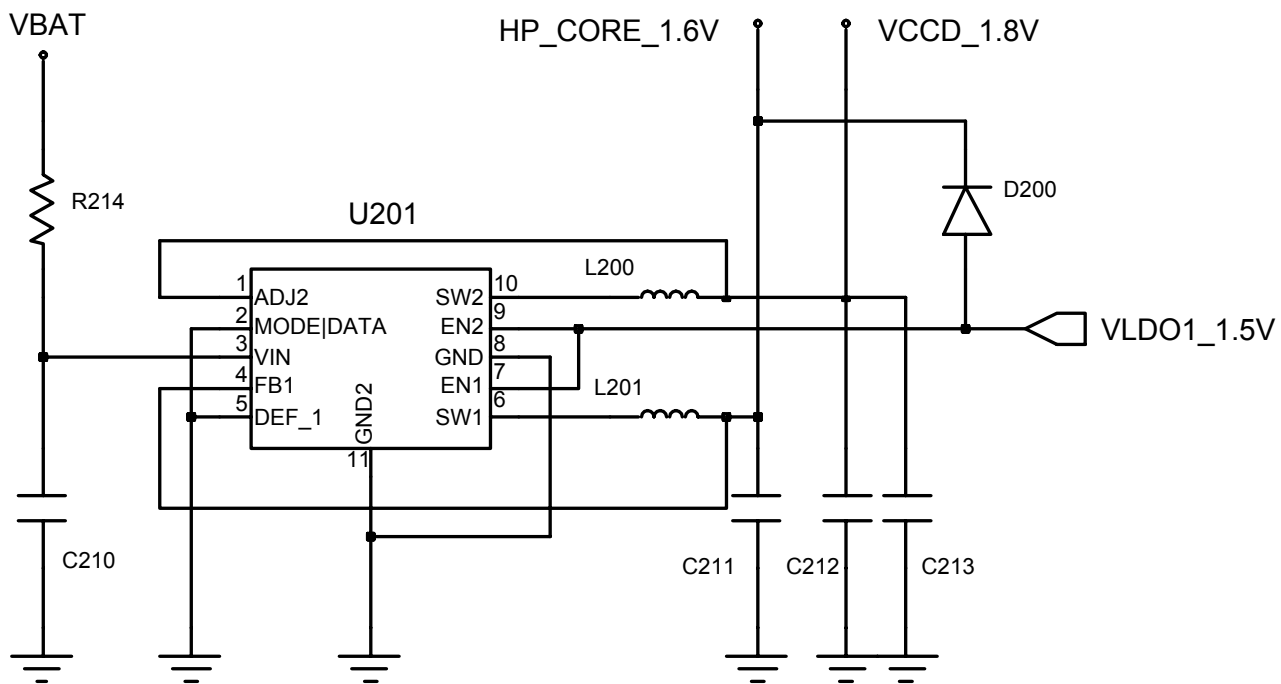 VBAT
HP_CORE_1.6V
VCCD_1.8V
R214
D200
U201
L200
1
10
ADJ2
SW2
2
9
MODE|DATA
EN2
VLDO1_1.5V
3
8
VIN
GND
4
7
FB1
EN1
L201
5
6
DEF_1
GND2
SW1
11
C210
C211
C212
C213